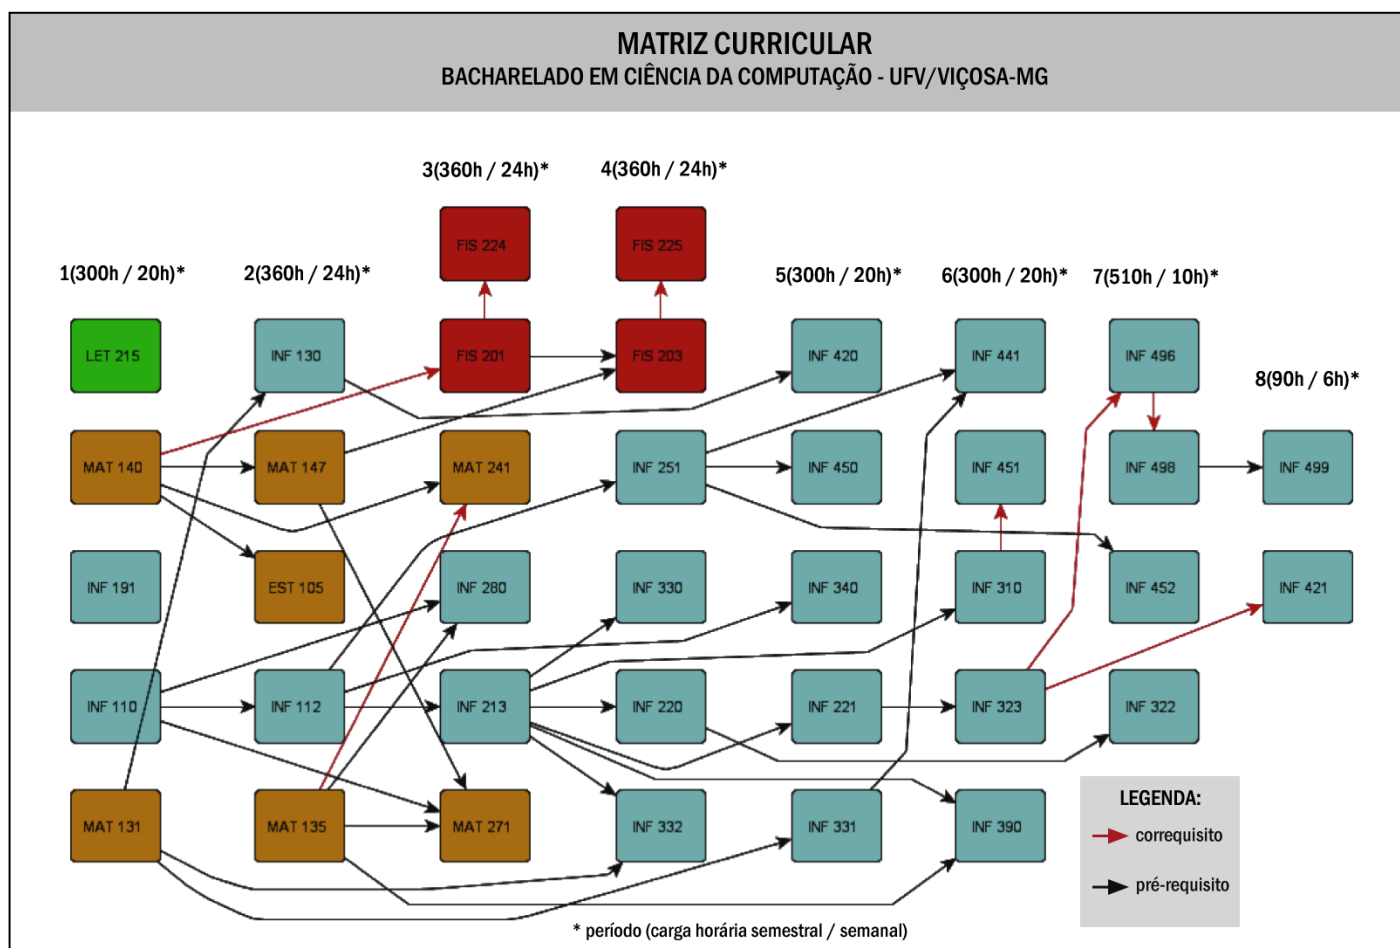 MATRIZ CURRICULAR
BACHARELADO EM CIÊNCIA DA COMPUTAÇÃO - UFV/VIÇOSA-MG
3(360h / 24h)*
4(360h / 24h)*
FIS 224
FIS 225
1(300h / 20h)*
2(360h / 24h)*
5(300h / 20h)*
6(300h / 20h)*
7(510h / 10h)*
LET 215
INF 130
FIS 201
FIS 203
INF 420
INF 441
INF 496
8(90h / 6h)*
MAT 140
MAT 147
MAT 241
INF 251
INF 450
INF 451
INF 498
INF 499
INF 191
EST 105
INF 280
INF 330
INF 340
INF 310
INF 452
INF 421
INF 110
INF 112
INF 213
INF 220
INF 221
INF 323
INF 322
MAT 131
MAT 135
MAT 271
INF 332
INF 331
INF 390
LEGENDA:
correquisito
pré-requisito
* período (carga horária semestral / semanal)